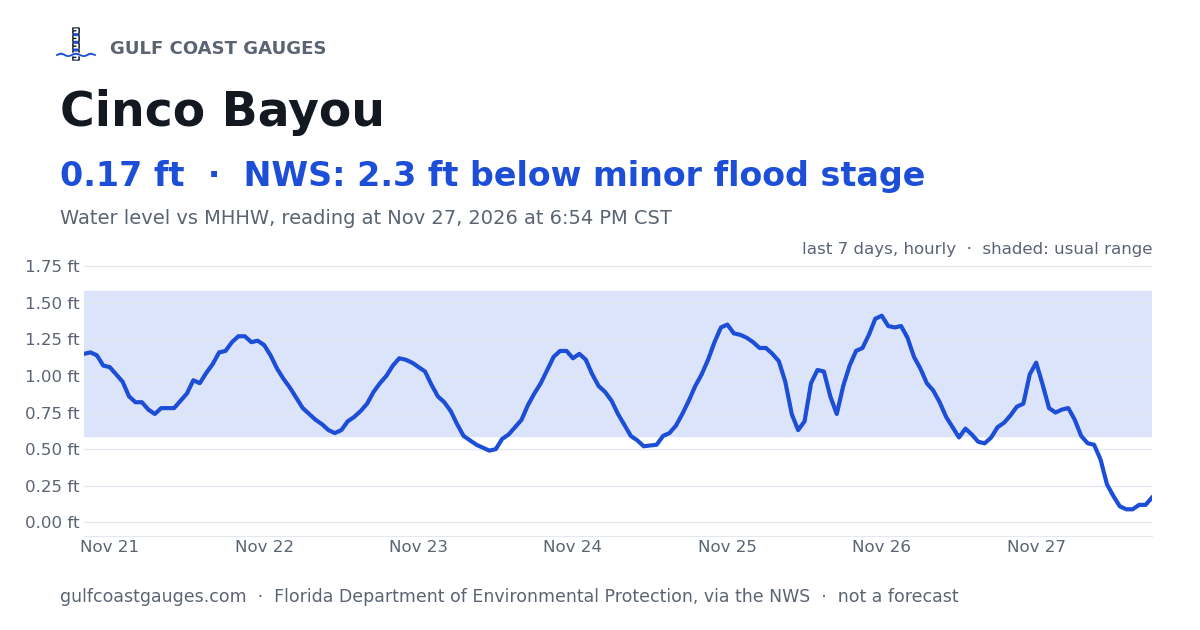 GULF COAST GAUGES
Cinco Bayou
0.17 ft · NWS: 2.3 ft below minor flood stage
Water level vs MHHW, reading at Nov 27, 2026 at 6:54 PM CST
last 7 days, hourly · shaded: usual range
1.75 ft
1.50 ft
1.25 ft
1.00 ft
0.75 ft
0.50 ft
0.25 ft
0.00 ft
Nov 21 Nov 22 Nov 23 Nov 24 Nov 25 Nov 26 Nov 27
gulfcoastgauges.com · Florida Department of Environmental Protection, via the NWS · not a forecast